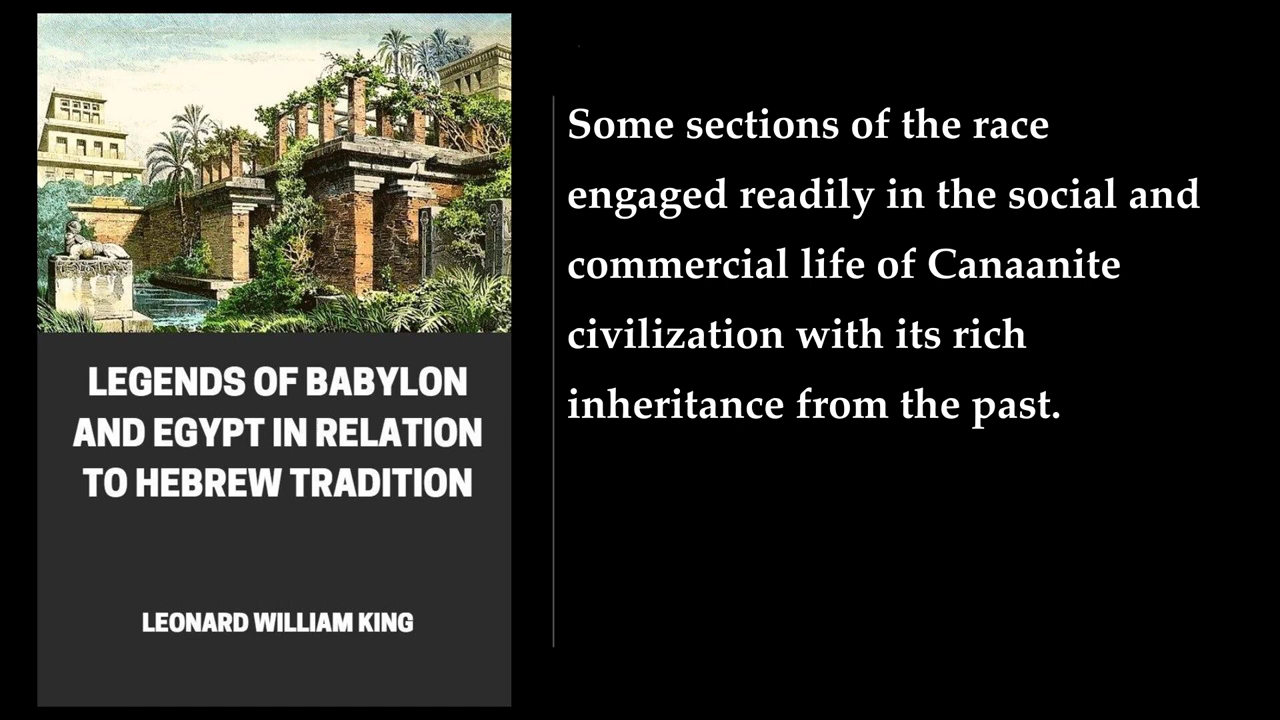 LEGENDS OF BABYLON
AND EGYPT IN RELATION
TO HEBREW TRADITION
LEONARD WILLIAM KING
Some sections of the race
engaged readily in the social and
commercial life of Canaanite
civilization with its rich
inheritance from the past.